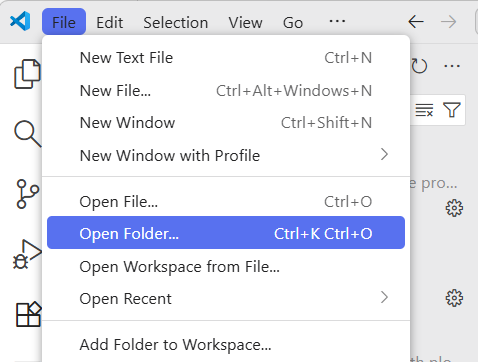 File Edit Selection View Go ...
New Text File Ctrl+N
New File... Ctrl+Alt+Windows+N
New Window Ctrl+Shift+N
New Window with Profile
e pro...
Open File... Ctrl+O
Open Folder... Ctrl+K Ctrl+O
Open Workspace from File...
Open Recent
Add Folder to Workspace...